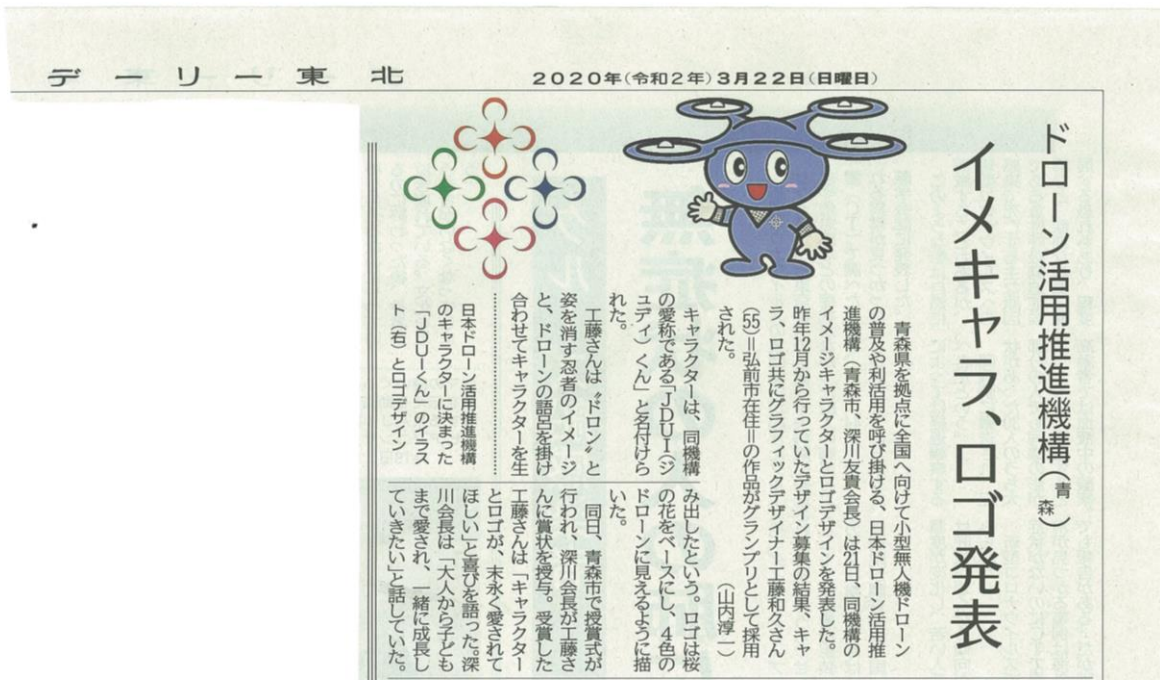 デーリー東北
2020年(令和2年)3月22日(日曜日)
ドローン活用推進機構(青森)
イメキャラ、ロゴ発表
青森県を拠点に全国へ向けて小型無人機ドローン
の普及や利活用を呼び掛ける、日本ドローン活用推
進機構(青森市、深川友貴会長)は21日、同機構の
イメージキャラクターとロゴデザインを発表した。
昨年12月から行っていたデザイン募集の結果、キャ
ラ、ロゴ共にグラフィックデザイナー工藤和久さん
(55)=弘前市在住=の作品がグランプリとして採用
された。
(山内淳一)
キャラクターは、同機構
の愛称である「JDUI(ジ
ュディ)くん」と名付けら
れた。
工藤さんは〝ドロン〟と
姿を消す忍者のイメージ
と、ドローンの語呂を掛け
合わせてキャラクターを生
み出したという。ロゴは桜
の花をベースにし、4色の
ドローンに見えるように描
いた。
同日、青森市で授賞式が
行われ、深川会長が工藤さ
んに賞状を授与。受賞した
工藤さんは「キャラクター
とロゴが、末永く愛されて
ほしい」と喜びを語った。深
川会長は「大人から子ども
まで愛され、一緒に成長し
ていきたい」と話していた。
日本ドローン活用推進機構
のキャラクターに決まった
「JDUIくん」のイラス
ト(右)とロゴデザイン